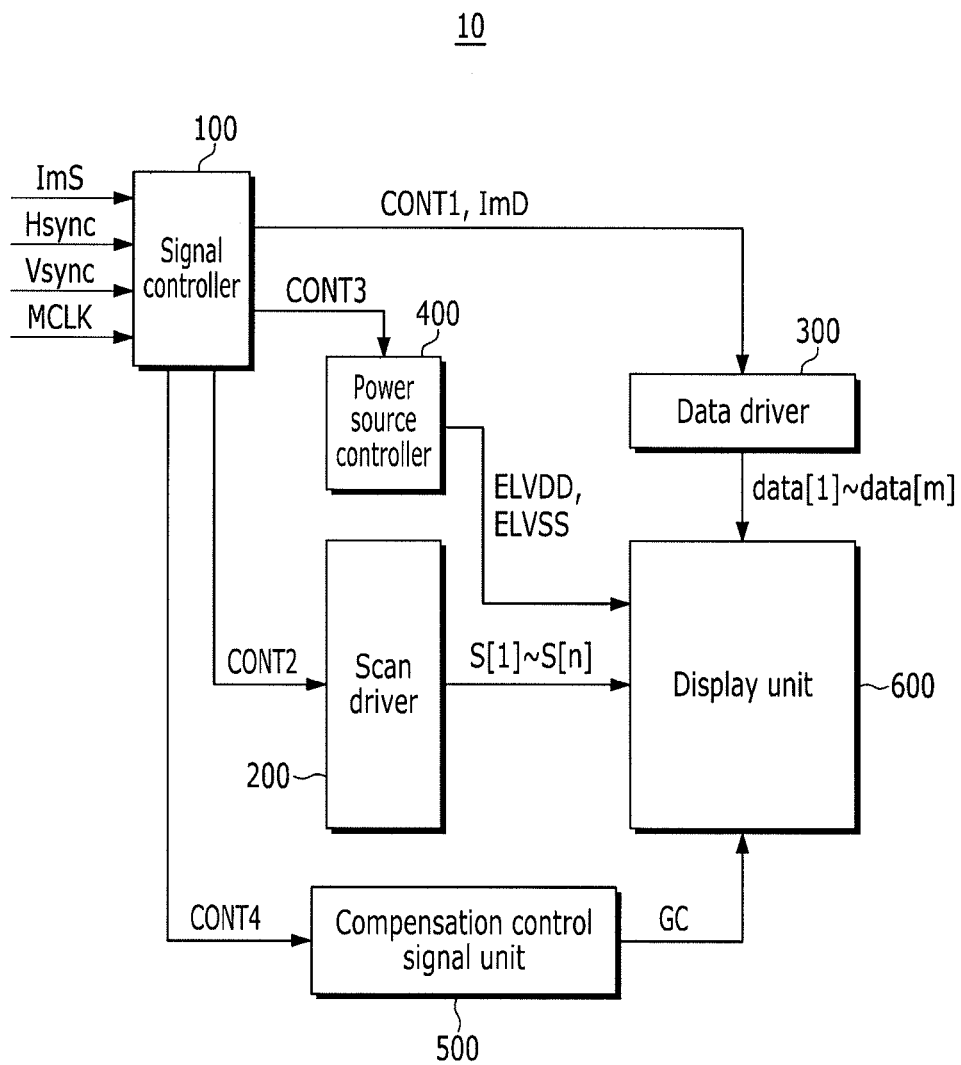 10
100
ImS
Hsync
Vsync
MCLK
Signal
controller
CONT1, ImD
CONT3
400
300
Power
source
controller
Data driver
ELVDD,
ELVSS
data[1]~data[m]
CONT2
Scan
driver
S[1]~S[n]
Display unit
600
200
CONT4
Compensation control
signal unit
GC
500